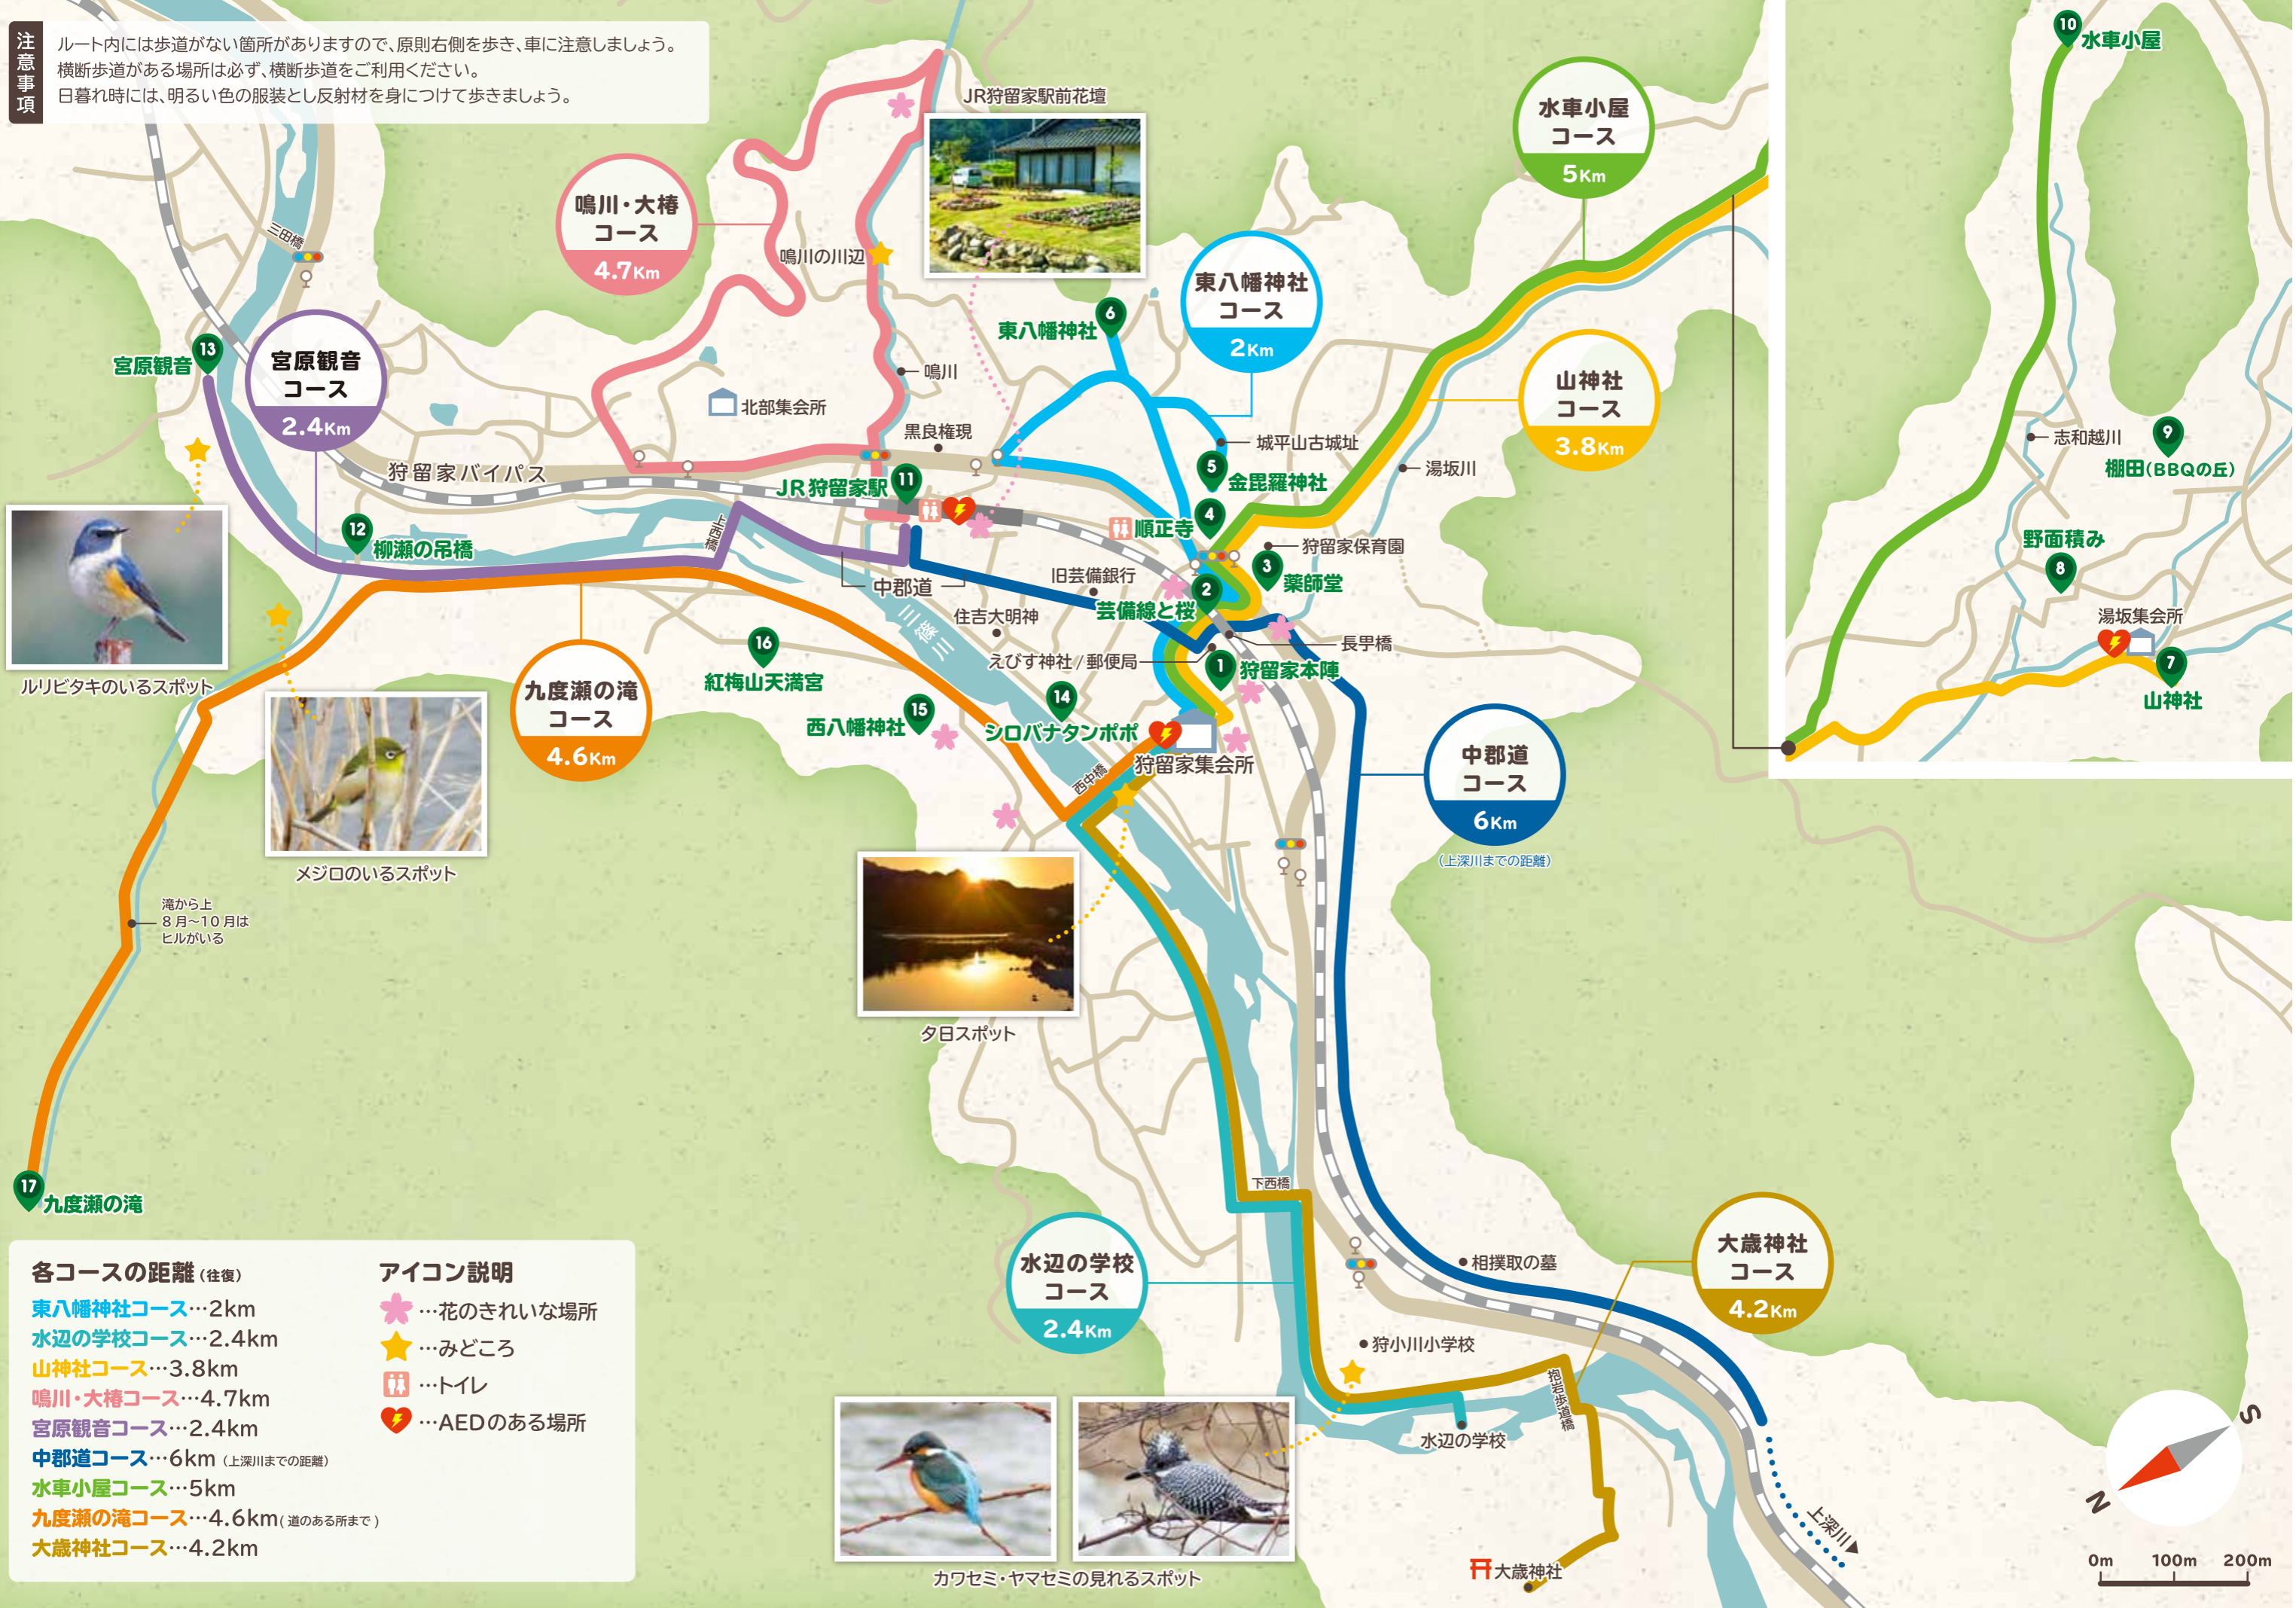 注意事項
ルート内には歩道がない箇所がありますので、原則右側を歩き、車に注意しましょう。
横断歩道がある場所は必ず、横断歩道をご利用ください。
日暮れ時には、明るい色の服装とし反射材を身につけて歩きましょう。
JR狩留家駅前花壇
水車小屋
コース
5Km
10
水車小屋
鳴川・大椿
コース
4.7Km
鳴川の川辺
三田橋
東八幡神社
コース
2Km
6
東八幡神社
13
宮原観音
宮原観音
コース
2.4Km
鳴川
北部集会所
黒良権現
山神社
コース
3.8Km
城平山古城址
湯坂川
志和越川
9
棚田(BBQの丘)
狩留家バイパス
11
JR狩留家駅
5
金毘羅神社
4
順正寺
12
柳瀬の吊橋
上西橋
狩留家保育園
3
薬師堂
野面積み
8
中郡道
旧芸備銀行
2
芸備線と桜
住吉大明神
三篠川
湯坂集会所
7
山神社
長早橋
えびす神社/郵便局
1
狩留家本陣
16
紅梅山天満宮
ルリビタキのいるスポット
九度瀬の滝
コース
4.6Km
15
西八幡神社
14
シロバナタンポポ
狩留家集会所
西中橋
中郡道
コース
6Km
(上深川までの距離)
メジロのいるスポット
滝から上
8月〜10月は
ヒルがいる
夕日スポット
17
九度瀬の滝
下西橋
水辺の学校
コース
2.4Km
相撲取の墓
大歳神社
コース
4.2Km
狩小川小学校
抱岩歩道橋
水辺の学校
カワセミ・ヤマセミの見れるスポット
大歳神社
上深川
各コースの距離(往復)
東八幡神社コース…2km
水辺の学校コース…2.4km
山神社コース…3.8km
鳴川・大椿コース…4.7km
宮原観音コース…2.4km
中郡道コース…6km(上深川までの距離)
水車小屋コース…5km
九度瀬の滝コース…4.6km(道のある所まで)
大歳神社コース…4.2km
アイコン説明
…花のきれいな場所
…みどころ
…トイレ
…AEDのある場所
S
N
0m 100m 200m